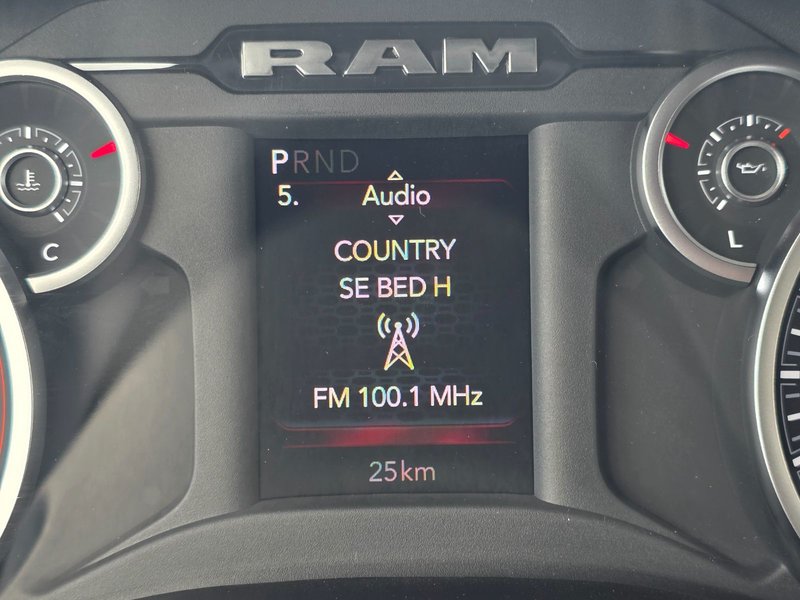 RAM
PRND
5. Audio
COUNTRY
SE BED H
FM 100.1 MHz
25km
C
L